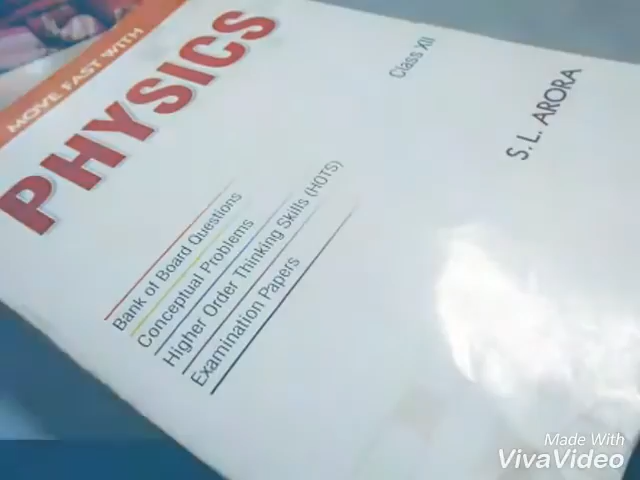 MOVE FAST WITH
PHYSICS
Class XII
S. L. ARORA
Bank of Board Questions
Conceptual Problems
Higher Order Thinking Skills (HOTS)
Examination Papers
Made With
VivaVideo